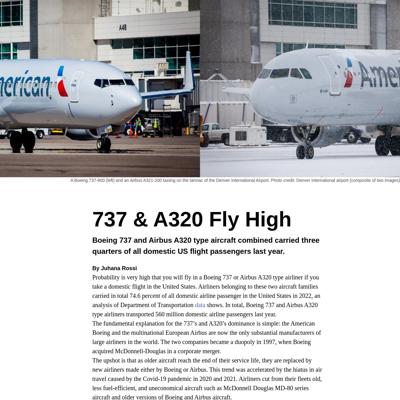 American
A48
Amer
A Boeing 737-800 (left) and an Airbus A321-200 taxiing on the tarmac of the Denver International Airport. Photo credit: Denver International airport (composite of two images)
737 & A320 Fly High
Boeing 737 and Airbus A320 type aircraft combined carried three
quarters of all domestic US flight passengers last year.
By Juhana Rossi
Probability is very high that you will fly in a Boeing 737 or Airbus A320 type airliner if you
take a domestic flight in the United States. Airliners belonging to these two aircraft families
carried in total 74.6 percent of all domestic airline passenger in the United States in 2022, an
analysis of Department of Transportation data shows. In total, Boeing 737 and Airbus A320
type airliners transported 560 million domestic airline passengers last year.
The fundamental explanation for the 737's and A320's dominance is simple: the American
Boeing and the multinational European Airbus are now the only substantial manufacturers of
large airliners in the world. The two companies became a duopoly in 1997, when Boeing
acquired McDonnell-Douglas in a corporate merger.
The upshot is that as older aircraft reach the end of their service life, they are replaced by
new airliners made either by Boeing or Airbus. This trend was accelerated by the hiatus in air
travel caused by the Covid-19 pandemic in 2020 and 2021. Airliners cut from their fleets old,
less fuel-efficient, and uneconomical aircraft such as McDonnell Douglas MD-80 series
aircraft and older versions of Boeing and Airbus aircraft.